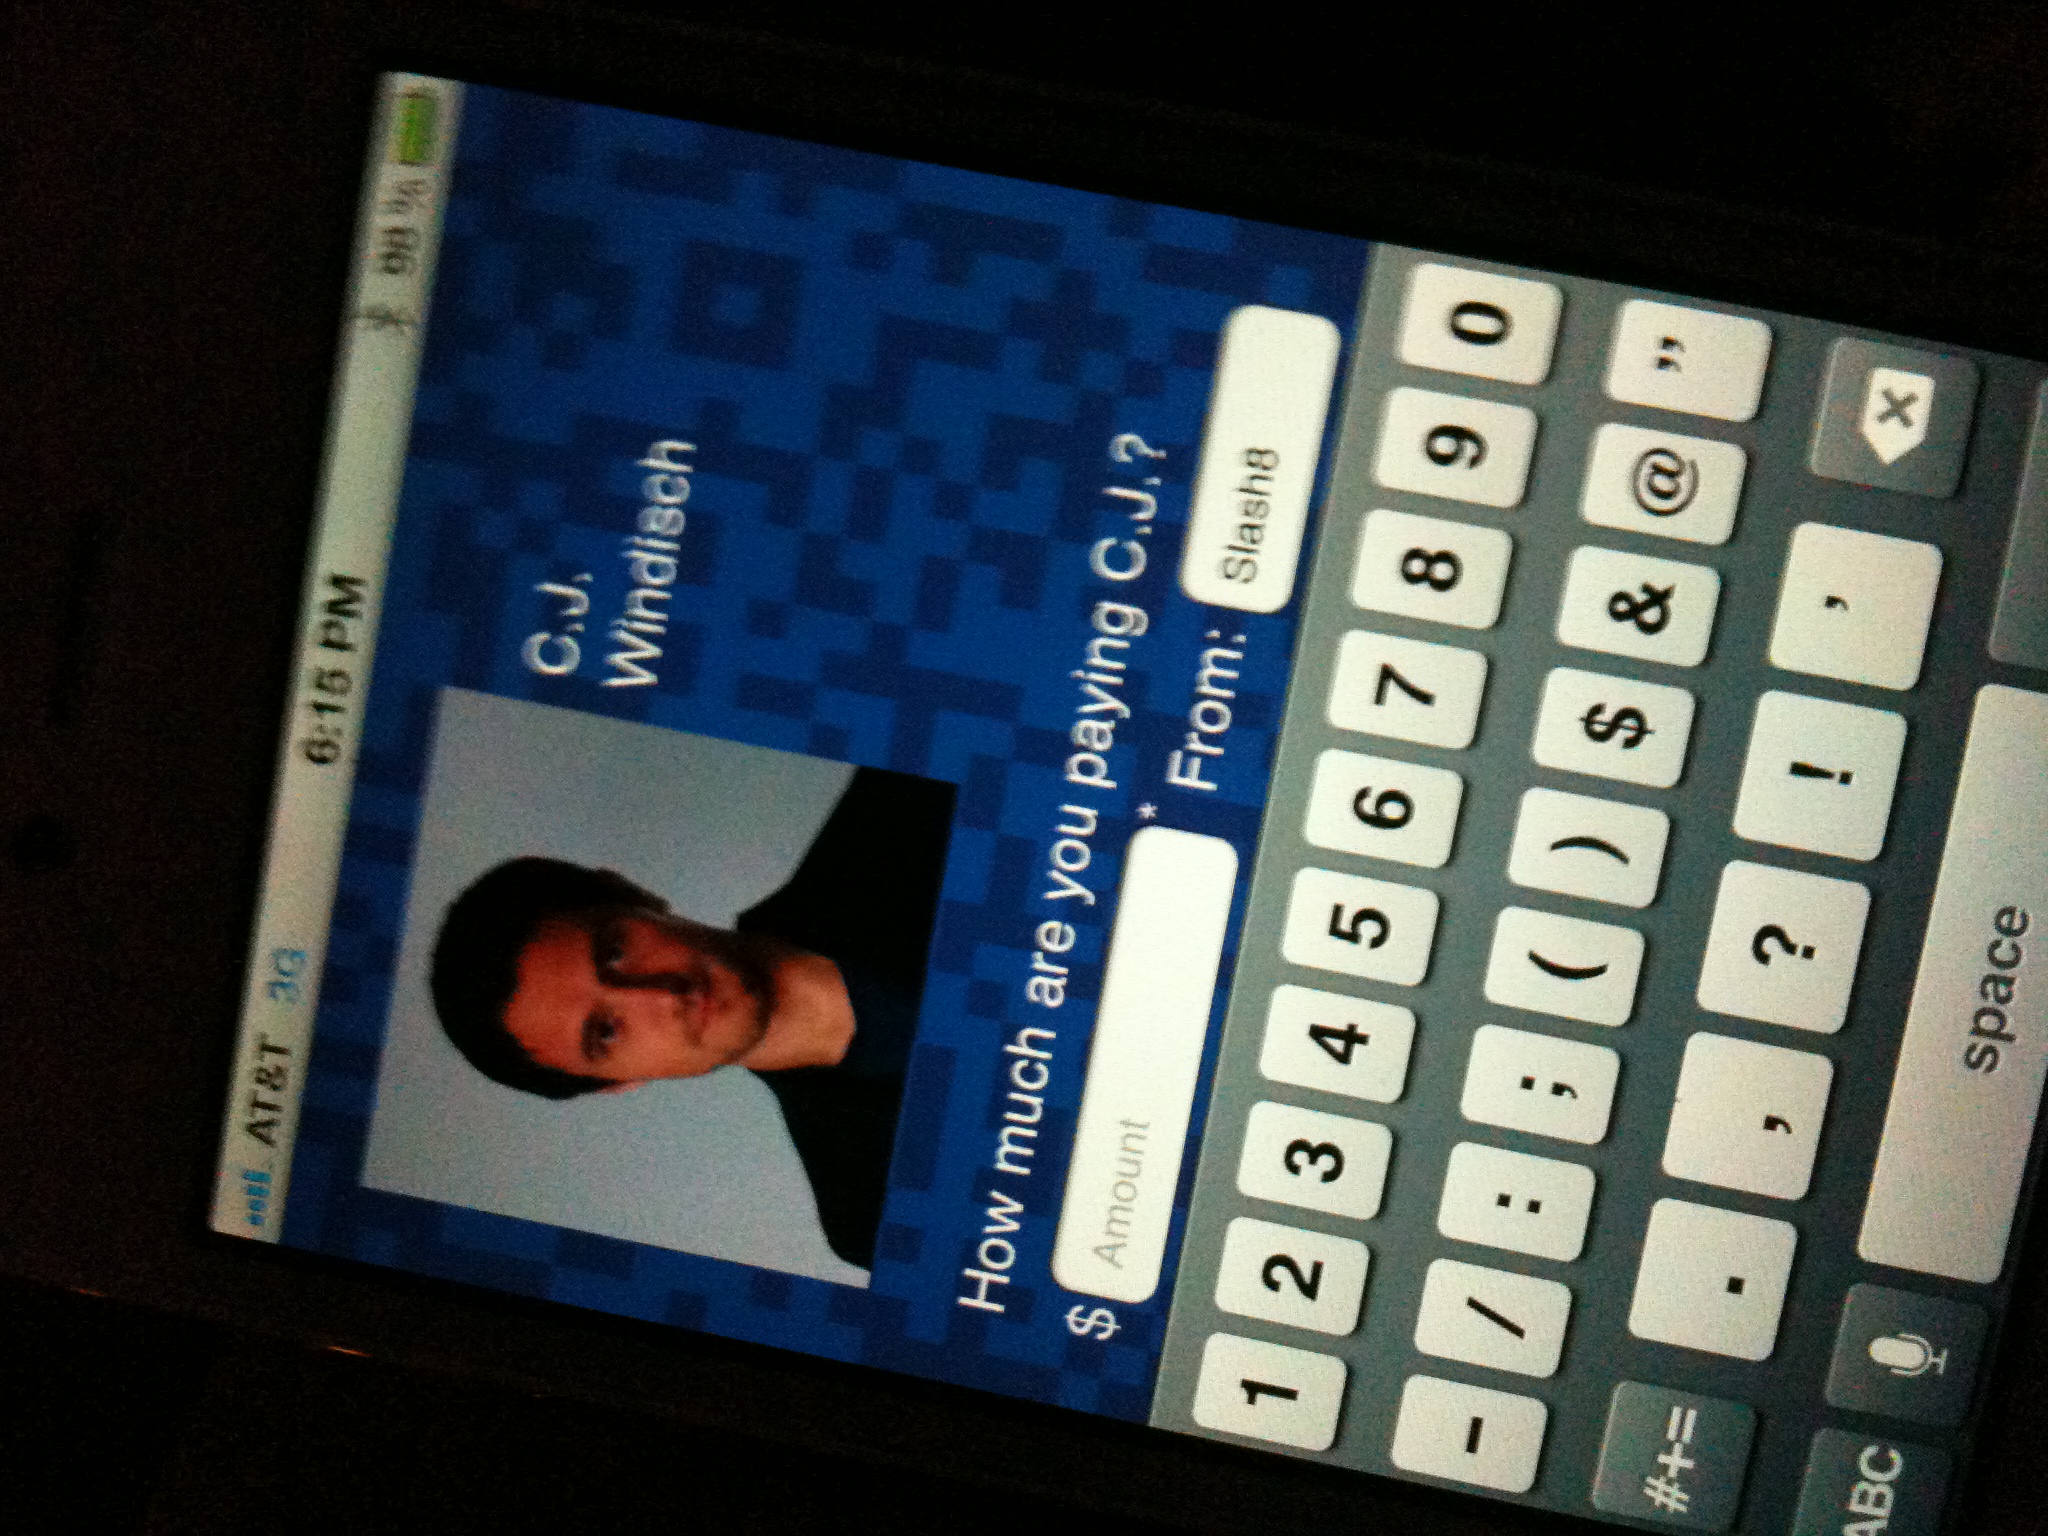 AT&T 3G 6:15 PM 98 %
C.J.
Windisch
How much are you paying C.J.?
$ Amount * From: Slash8
1 2 3 4 5 6 7 8 9 0
- / : ; ( ) $ & @ "
#+= . , ? ! '
ABC space